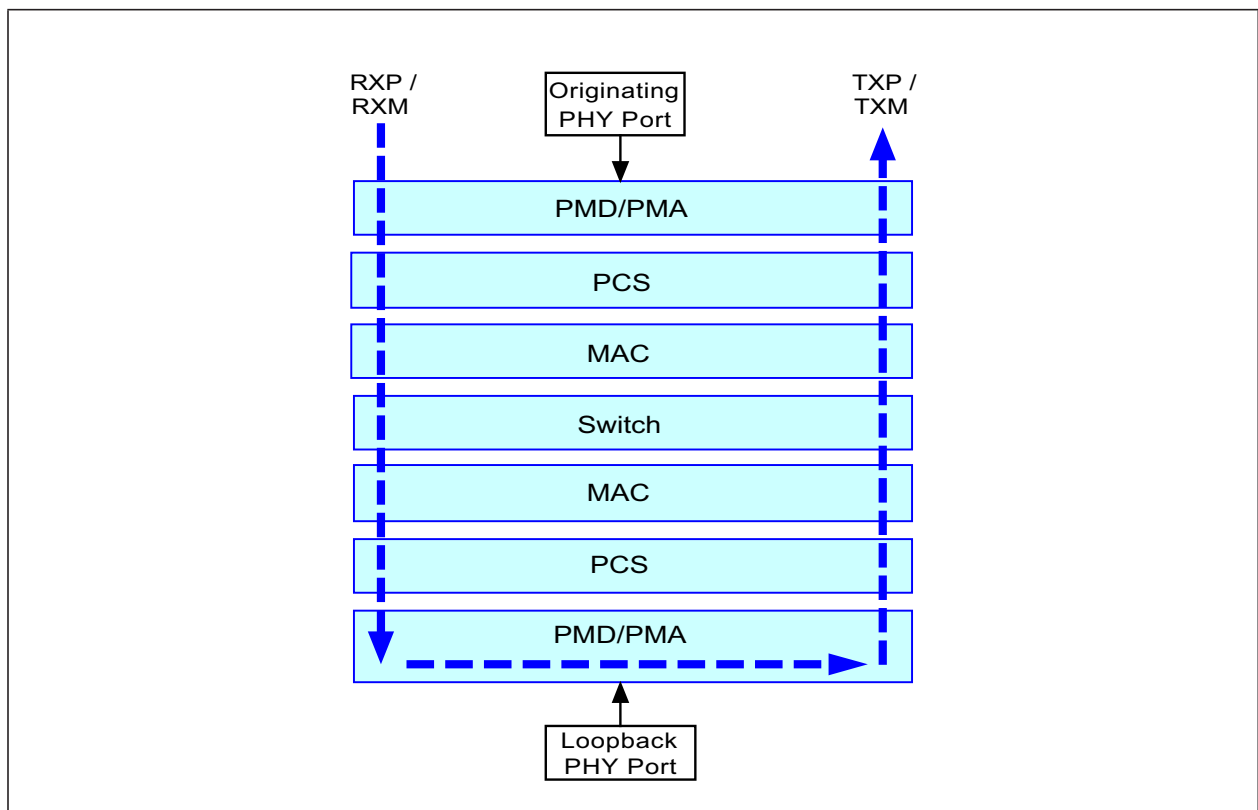 RXP /
RXM
Originating
PHY Port
TXP /
TXM
PMD/PMA
PCS
MAC
Switch
MAC
PCS
PMD/PMA
Loopback
PHY Port